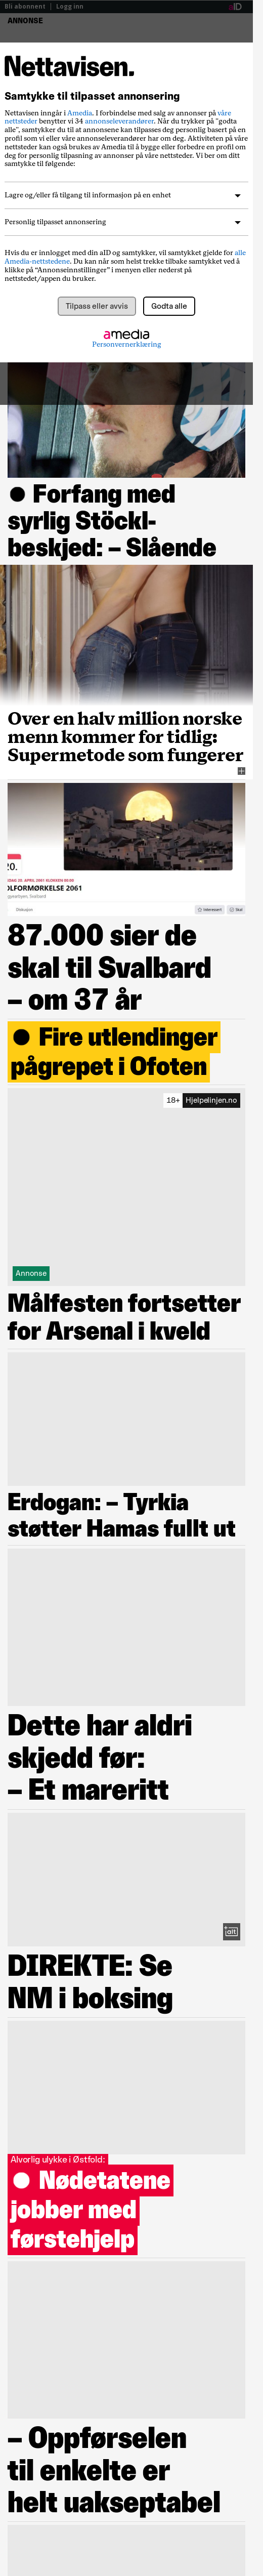 Bli abonnent | Logg inn
aID
ANNONSE
Nettavisen.
Samtykke til tilpasset annonsering
Nettavisen inngår i Amedia. I forbindelse med salg av annonser på våre
nettsteder benytter vi 34 annonseleverandører. Når du trykker på "godta
alle", samtykker du til at annonsene kan tilpasses deg personlig basert på en
profil som vi eller våre annonseleverandører har om deg. Aktiviteten på våre
nettsteder kan også brukes av Amedia til å bygge eller forbedre en profil om
deg for personlig tilpasning av annonser på våre nettsteder. Vi ber om ditt
samtykke til følgende:
Lagre og/eller få tilgang til informasjon på en enhet
Personlig tilpasset annonsering
Hvis du er innlogget med din aID og samtykker, vil samtykket gjelde for alle
Amedia-nettstedene. Du kan når som helst trekke tilbake samtykket ved å
klikke på “Annonseinnstillinger” i menyen eller nederst på
nettstedet/appen du bruker.
Tilpass eller avvis
Godta alle
amedia
Personvernerklæring
● Forfang med
syrlig Stöckl-
beskjed: – Slående
Over en halv million norske
menn kommer for tidlig:
Supermetode som fungerer
20.
OLFORMØRKELSE 2061
Diskusjon
Interessert
87.000 sier de
skal til Svalbard
– om 37 år
● Fire utlendinger
pågrepet i Ofoten
18+ Hjelpelinjen.no
Annonse
Målfesten fortsetter
for Arsenal i kveld
Erdogan: – Tyrkia
støtter Hamas fullt ut
Dette har aldri
skjedd før:
– Et mareritt
+alt
DIREKTE: Se
NM i boksing
Alvorlig ulykke i Østfold:
● Nødetatene
jobber med
førstehjelp
– Oppførselen
til enkelte er
helt uakseptabel